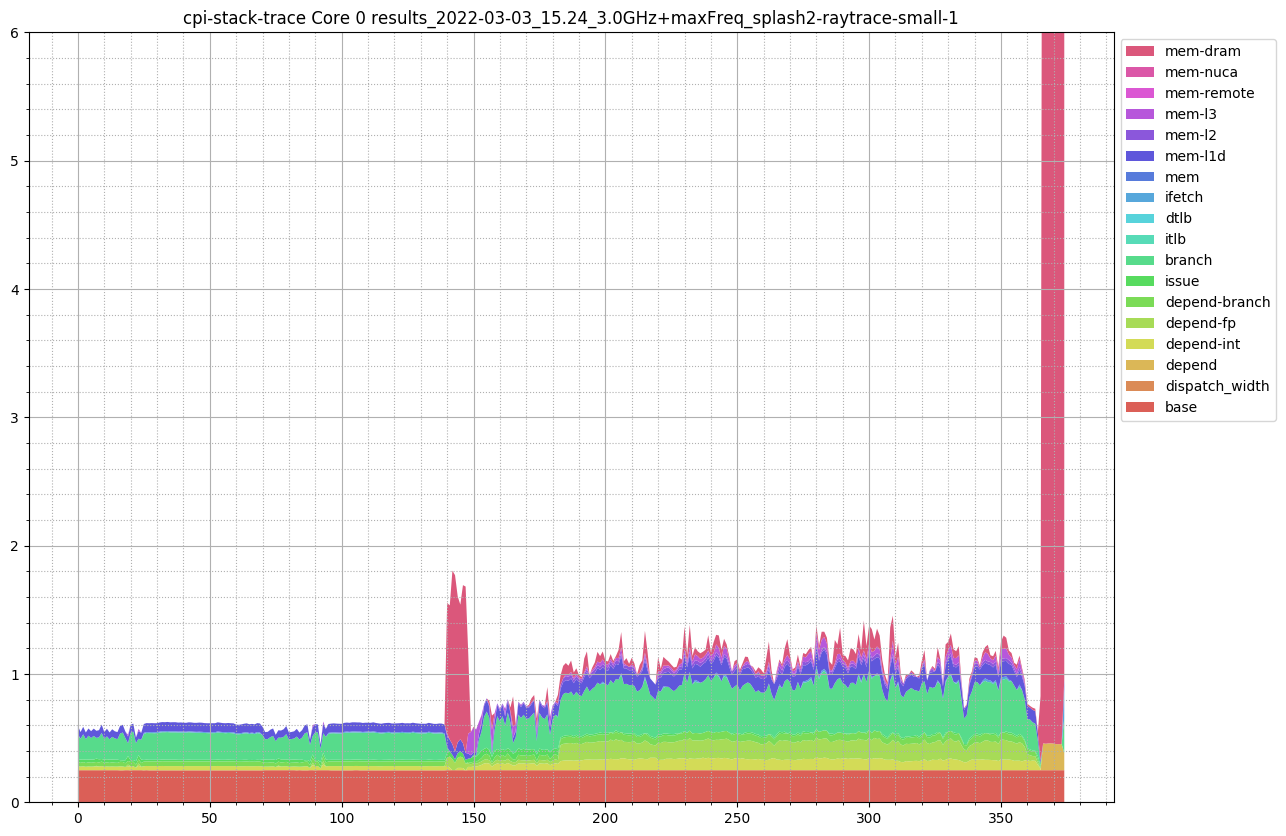 cpi-stack-trace Core 0 results_2022-03-03_15.24_3.0GHz+maxFreq_splash2-raytrace-small-1
6
5
4
3
2
1
0
0 50 100 150 200 250 300 350
mem-dram
mem-nuca
mem-remote
mem-l3
mem-l2
mem-l1d
mem
ifetch
dtlb
itlb
branch
issue
depend-branch
depend-fp
depend-int
depend
dispatch_width
base